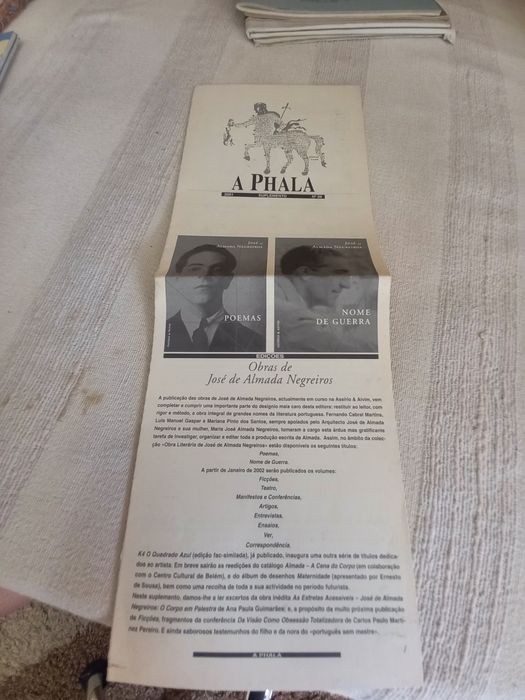 A PHALA
2001 SUPLEMENTO Nº 89
José de
Almada Negreiros
POEMAS
José de
Almada Negreiros
NOME
DE GUERRA
EDIÇÕES
Obras de
José de Almada Negreiros
A publicação das obras de José de Almada Negreiros, actualmente em curso na Assírio & Alvim, vem
completar e cumprir uma importante parte do desígnio mais caro desta editora: restituir ao leitor, com
rigor e método, a obra integral de grandes nomes da literatura portuguesa. Fernando Cabral Martins,
Luis Manuel Gaspar e Mariana Pinto dos Santos, sempre apoiados pelo Arquitecto José de Almada
Negreiros e sua mulher, Maria José Almada Negreiros, tomaram a cargo esta árdua mas gratificante
tarefa de investigar, organizar e editar toda a produção escrita de Almada. Assim, no âmbito da colec-
ção «Obra Literária de José de Almada Negreiros» estão disponíveis os seguintes títulos:
Poemas,
Nome de Guerra.
A partir de Janeiro de 2002 serão publicados os volumes:
Ficções,
Teatro,
Manifestos e Conferências,
Artigos,
Entrevistas,
Ensaios,
Ver,
Correspondência.
K4 O Quadrado Azul (edição fac-similada), já publicado, inaugura uma outra série de títulos dedica-
dos ao artista. Em breve sairão as reedições do catálogo Almada – A Cena do Corpo (em colaboração
com o Centro Cultural de Belém), e do álbum de desenhos Maternidade (apresentado por Ernesto
de Sousa), bem como uma recolha de toda a sua actividade no período futurista.
Neste suplemento, damos-lhe a ler excertos da obra inédita As Estrelas Acessíveis – José de Almada
Negreiros: O Corpo em Palestra de Ana Paula Guimarães; e, a propósito da muito próxima publicação
de Ficções, fragmentos da conferência Da Visão Como Obsessão Totalizadora de Carlos Paulo Martí-
nez Pereiro. E ainda saborosos testemunhos do filho e da nora do «português sem mestre».
A PHALA